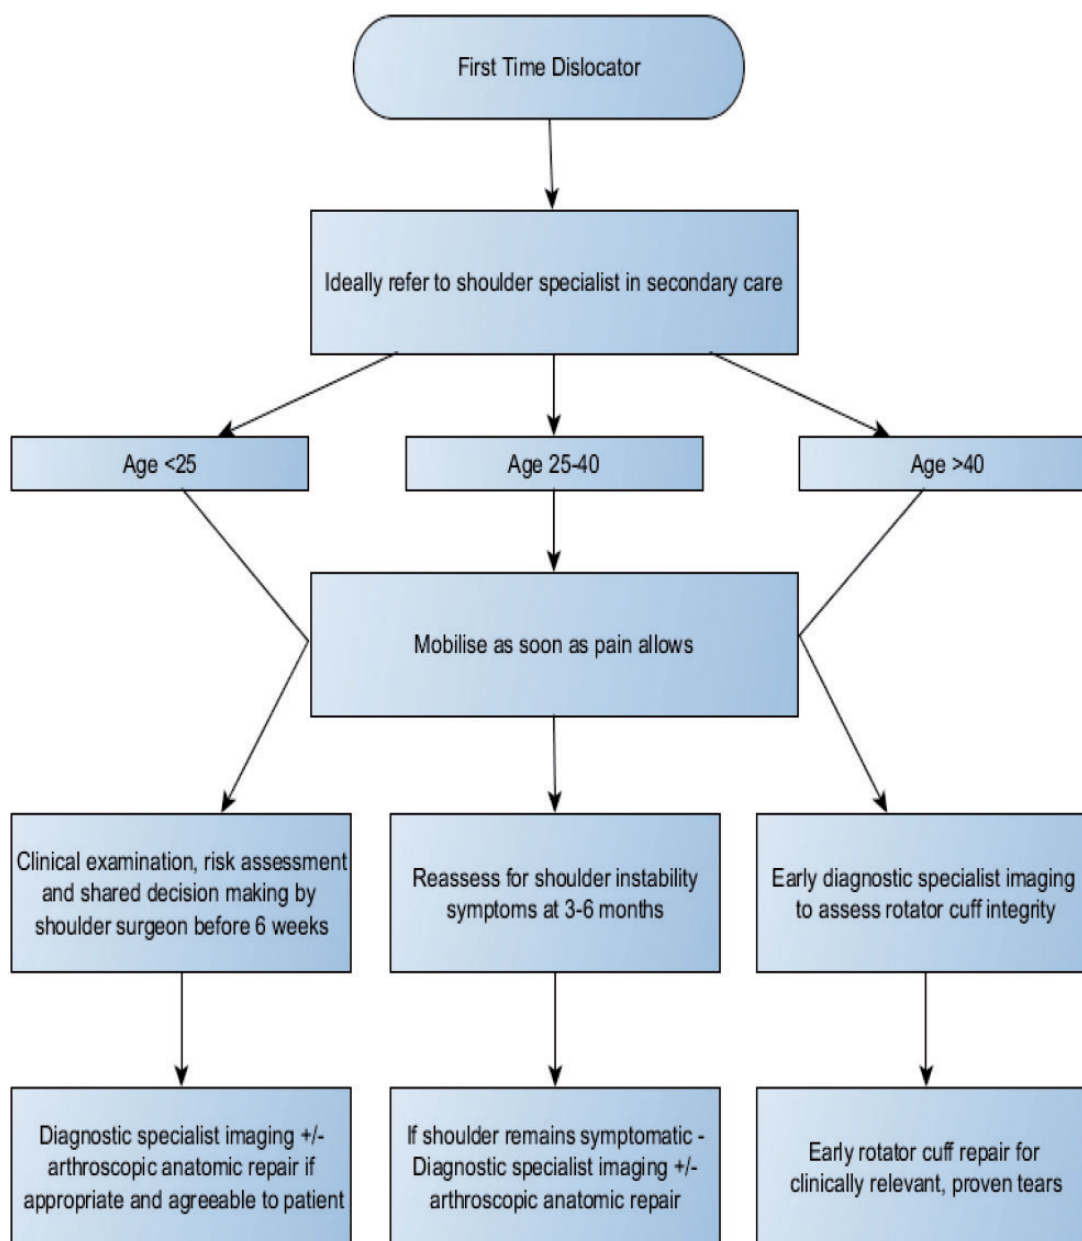 First Time Dislocator
Ideally refer to shoulder specialist in secondary care
Age <25
Age 25-40
Age >40
Mobilise as soon as pain allows
Clinical examination, risk assessment
and shared decision making by
shoulder surgeon before 6 weeks
Reassess for shoulder instability
symptoms at 3-6 months
Early diagnostic specialist imaging
to assess rotator cuff integrity
Diagnostic specialist imaging +/-
arthroscopic anatomic repair if
appropriate and agreeable to patient
If shoulder remains symptomatic -
Diagnostic specialist imaging +/-
arthroscopic anatomic repair
Early rotator cuff repair for
clinically relevant, proven tears